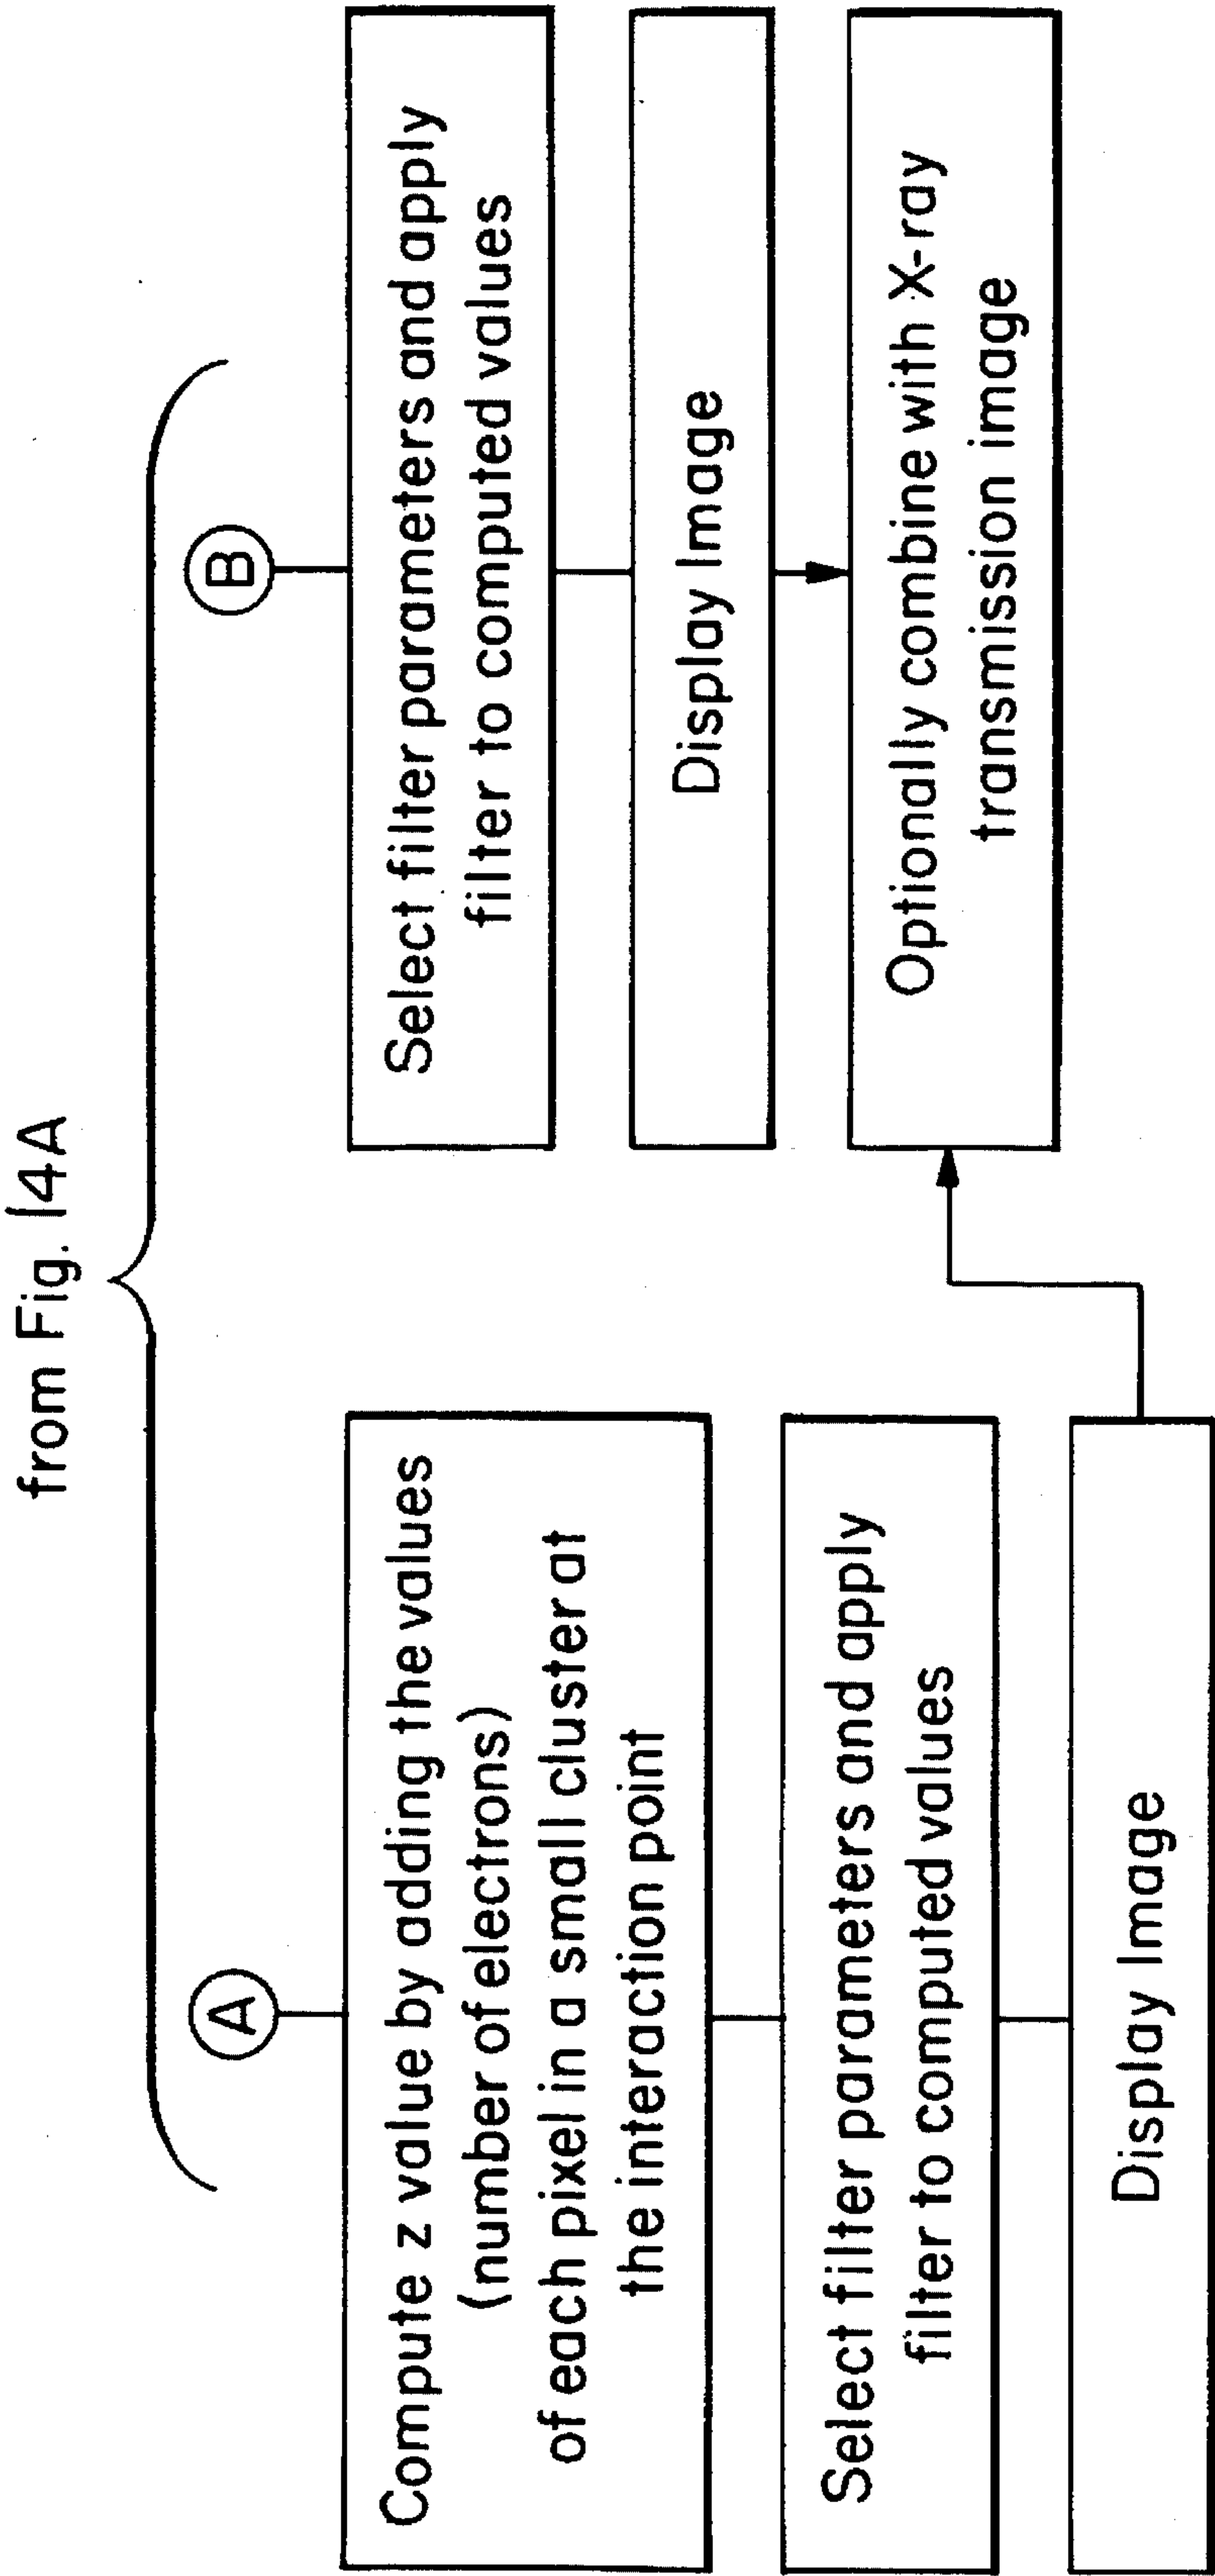 from Fig. 14A
A
Compute z value by adding the values
(number of electrons)
of each pixel in a small cluster at
the interaction point
Select filter parameters and apply
filter to computed values
Display Image
B
Select filter parameters and apply
filter to computed values
Display Image
Optionally combine with X-ray
transmission image